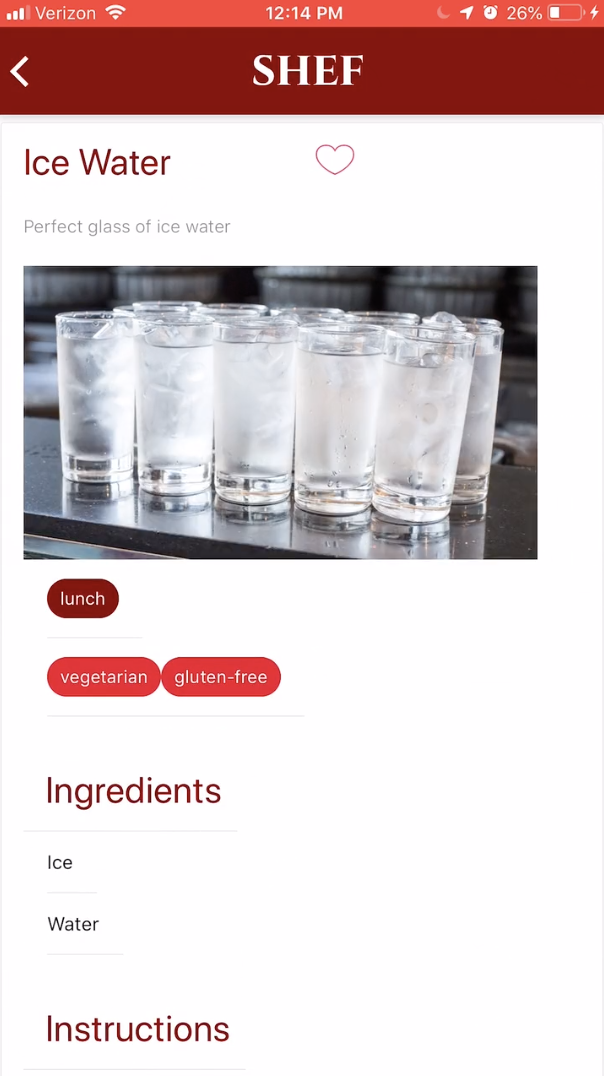 Verizon 12:14 PM 26%
SHEF
Ice Water
Perfect glass of ice water
lunch
vegetarian gluten-free
Ingredients
Ice
Water
Instructions